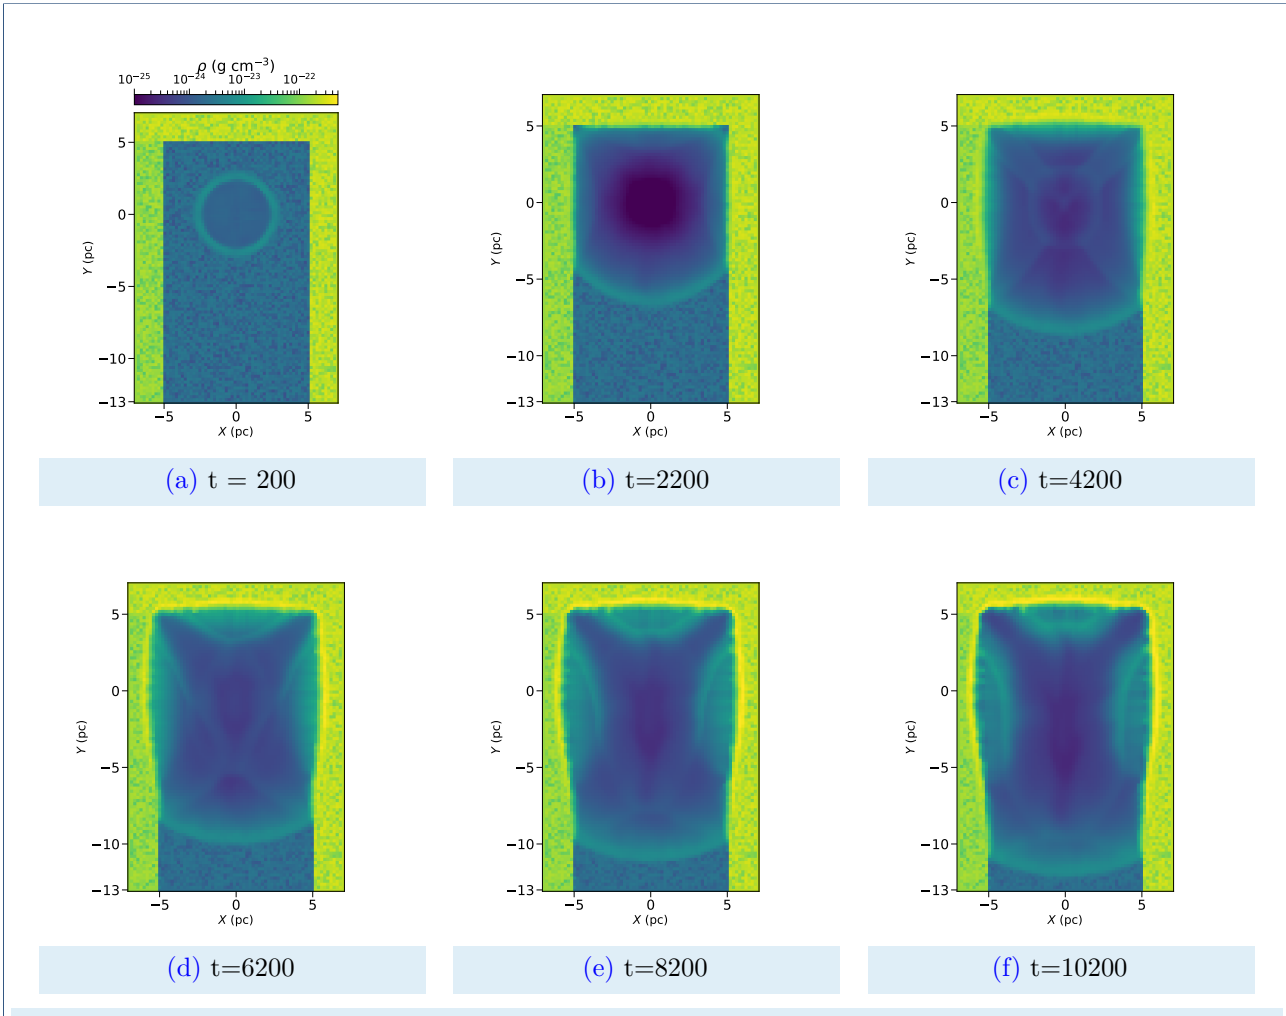 ρ (g cm⁻³)
10⁻²⁵ 10⁻²⁴ 10⁻²³ 10⁻²²
5
0
−5
−10
−13
Y (pc)
−5 0 5
X (pc)
(a) t = 200
5
0
−5
−10
−13
Y (pc)
−5 0 5
X (pc)
(b) t=2200
5
0
−5
−10
−13
Y (pc)
−5 0 5
X (pc)
(c) t=4200
5
0
−5
−10
−13
Y (pc)
−5 0 5
X (pc)
(d) t=6200
5
0
−5
−10
−13
Y (pc)
−5 0 5
X (pc)
(e) t=8200
5
0
−5
−10
−13
Y (pc)
−5 0 5
X (pc)
(f) t=10200